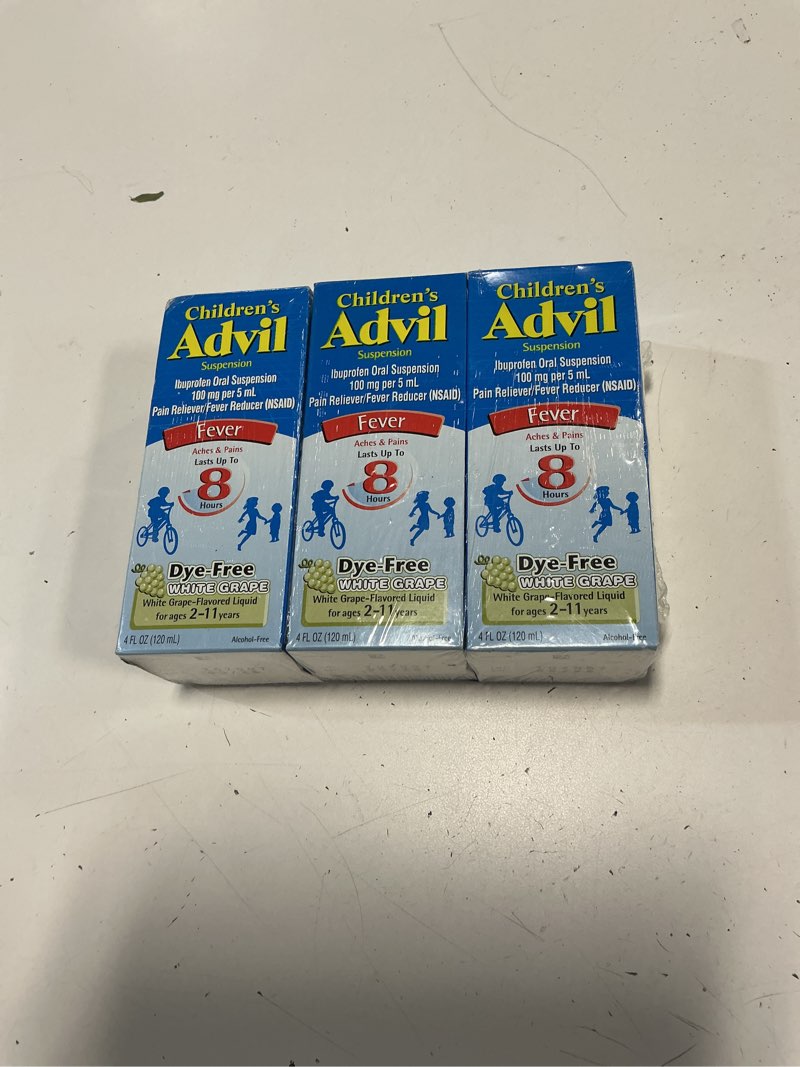 Children's
Advil
Suspension
Ibuprofen Oral Suspension
100 mg per 5 mL
Pain Reliever/Fever Reducer (NSAID)
Fever
Aches & Pains
Lasts Up To
8
Hours
Dye-Free
WHITE GRAPE
White Grape-Flavored Liquid
for ages 2–11 years
4 FL OZ (120 mL)
Alcohol-Free
Children's
Advil
Suspension
Ibuprofen Oral Suspension
100 mg per 5 mL
Pain Reliever/Fever Reducer (NSAID)
Fever
Aches & Pains
Lasts Up To
8
Hours
Dye-Free
WHITE GRAPE
White Grape-Flavored Liquid
for ages 2–11 years
4 FL OZ (120 mL)
Alcohol-Free
Children's
Advil
Suspension
Ibuprofen Oral Suspension
100 mg per 5 mL
Pain Reliever/Fever Reducer (NSAID)
Fever
Aches & Pains
Lasts Up To
8
Hours
Dye-Free
WHITE GRAPE
White Grape-Flavored Liquid
for ages 2–11 years
4 FL OZ (120 mL)
Alcohol-Free